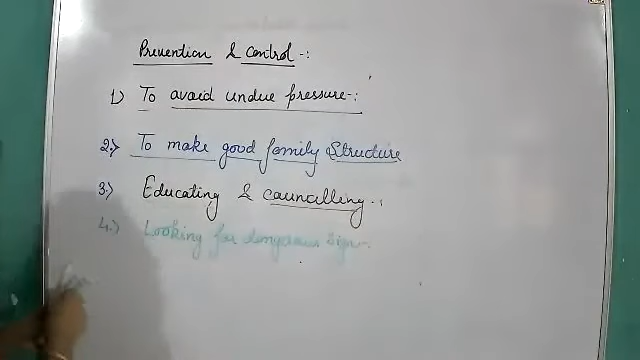 Prevention & control -:
1) To avoid undue pressure -:
2.) To make good family structure
3.) Educating & counalling -:
4.) Looking for dangerous sign -.